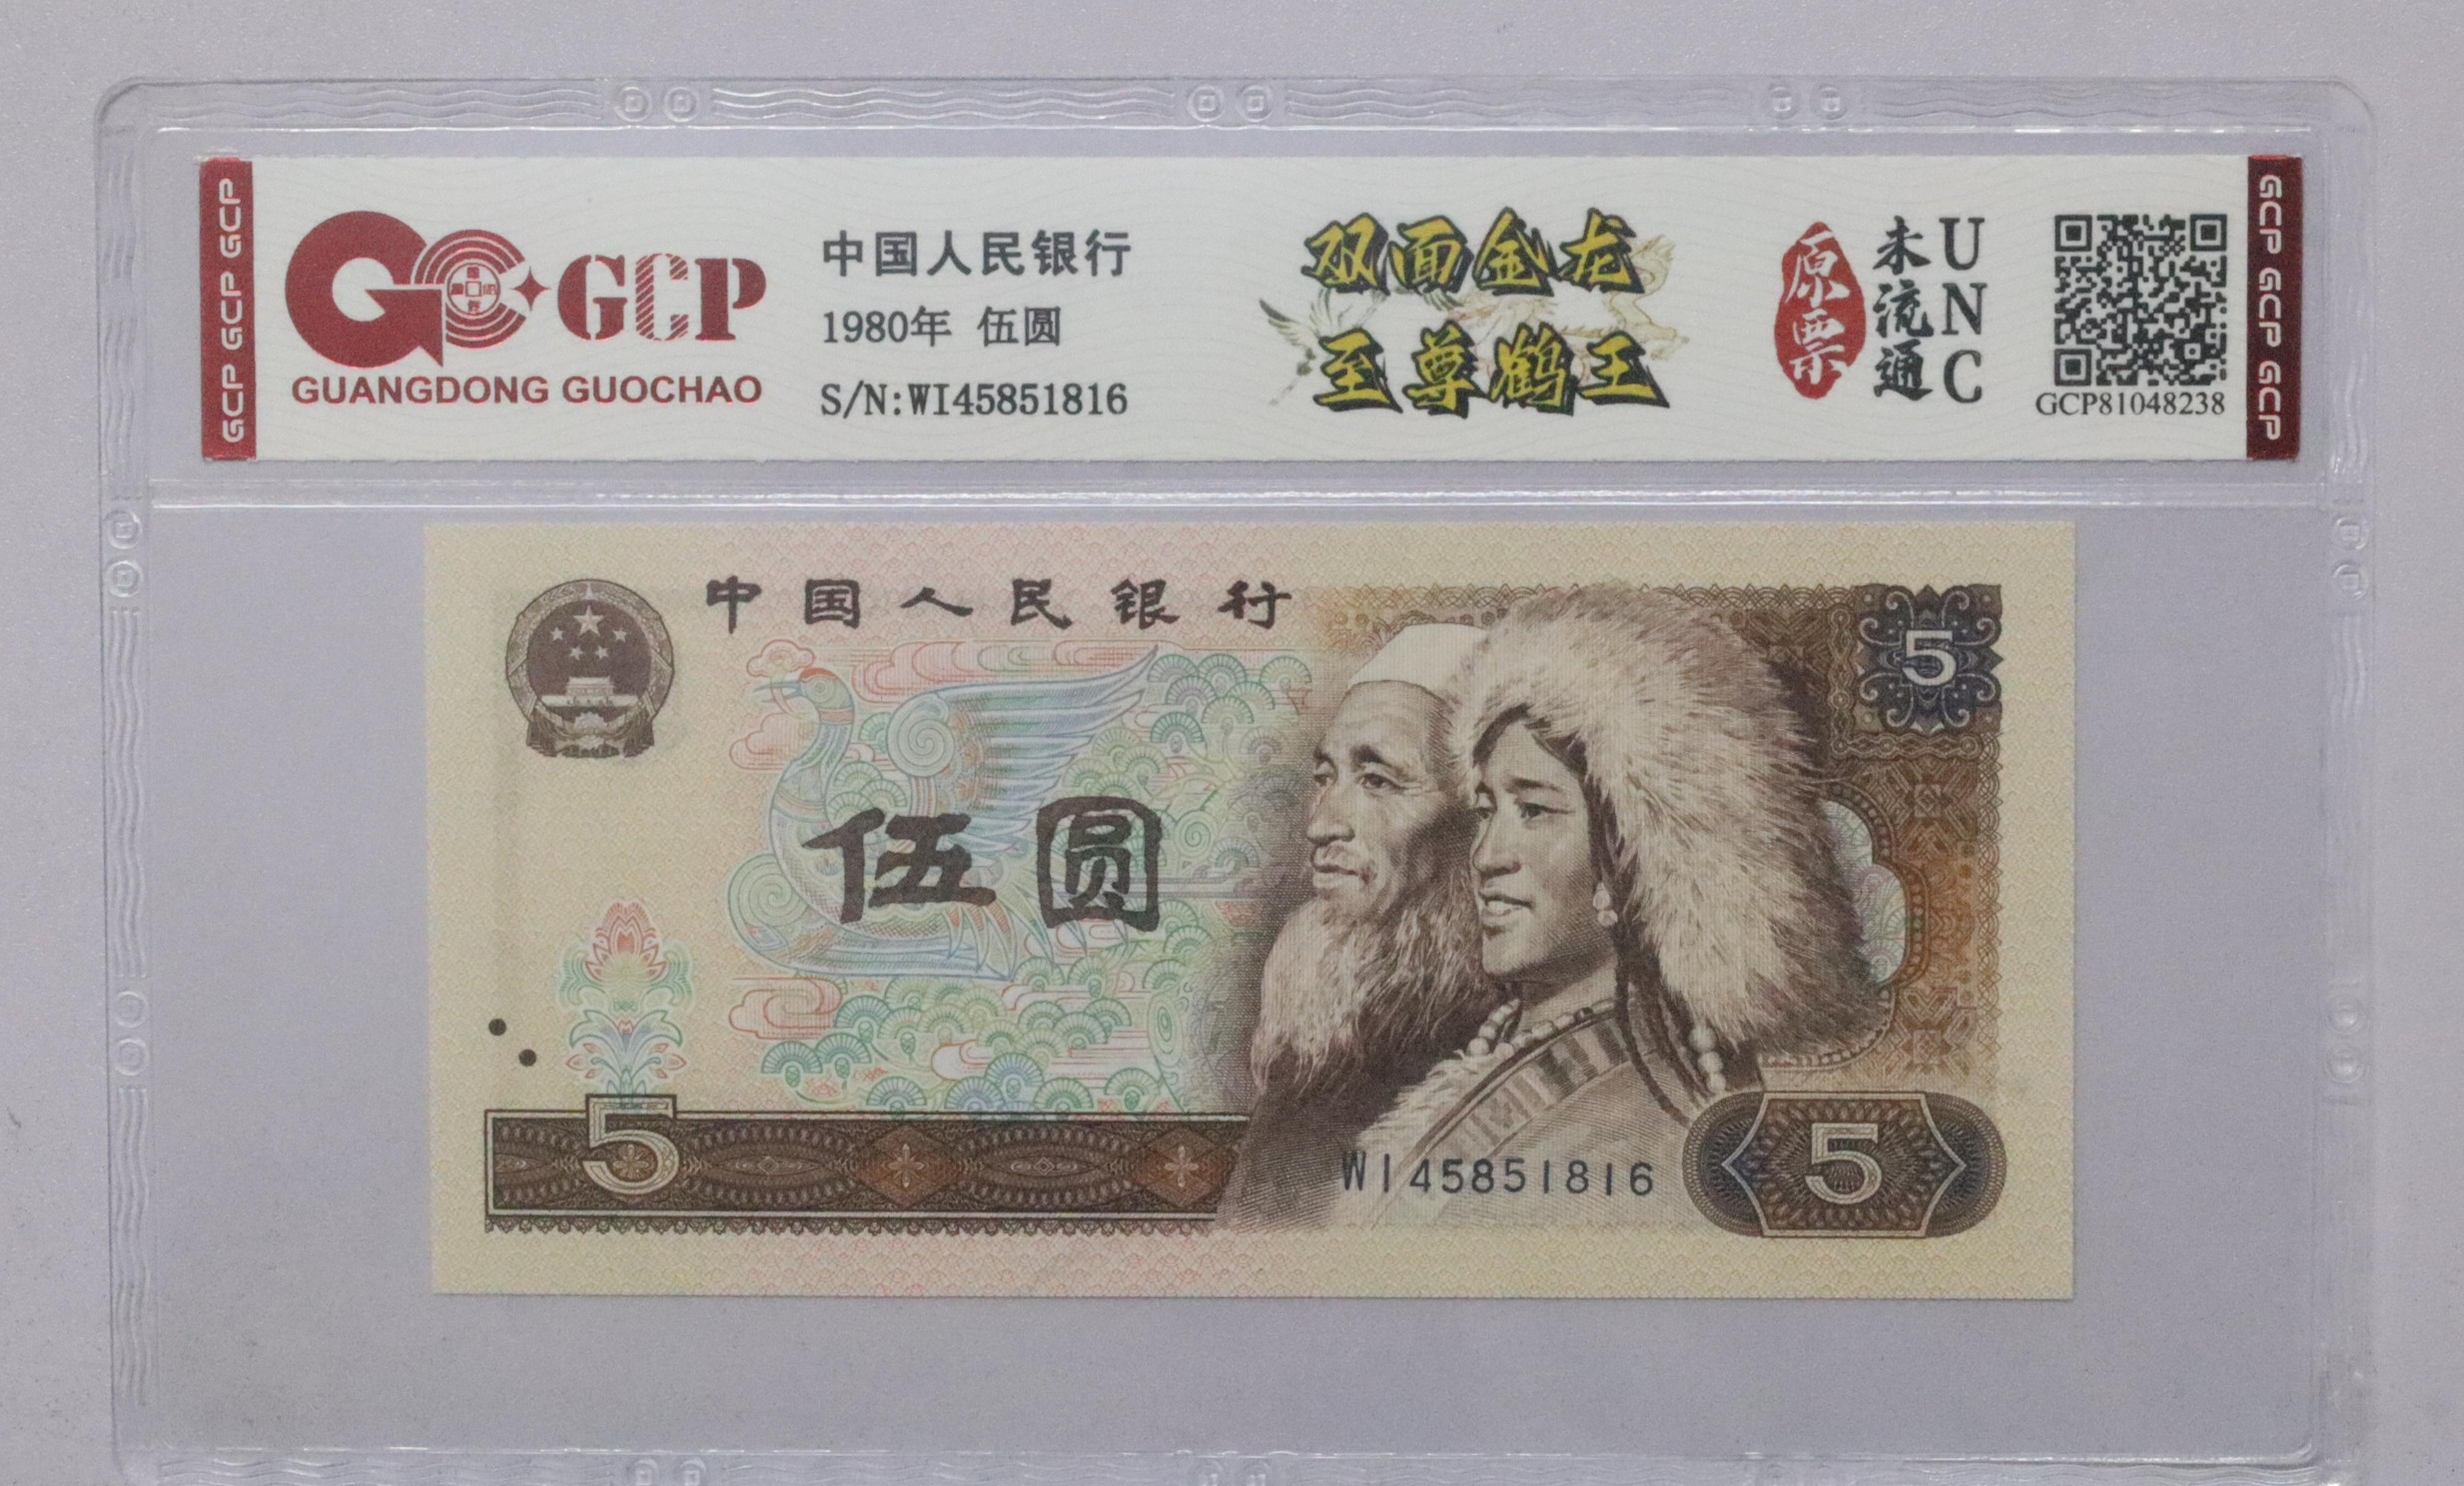 GCP GCP GCP
GCP
GUANGDONG GUOCHAO
中国人民银行
1980年 伍圆
S/N:WI45851816
双面金龙
至尊鹤王
原票
未流通
UNC
GCP81048238
GCP GCP GCP
中国人民银行
5
伍圆
5
WI45851816
5